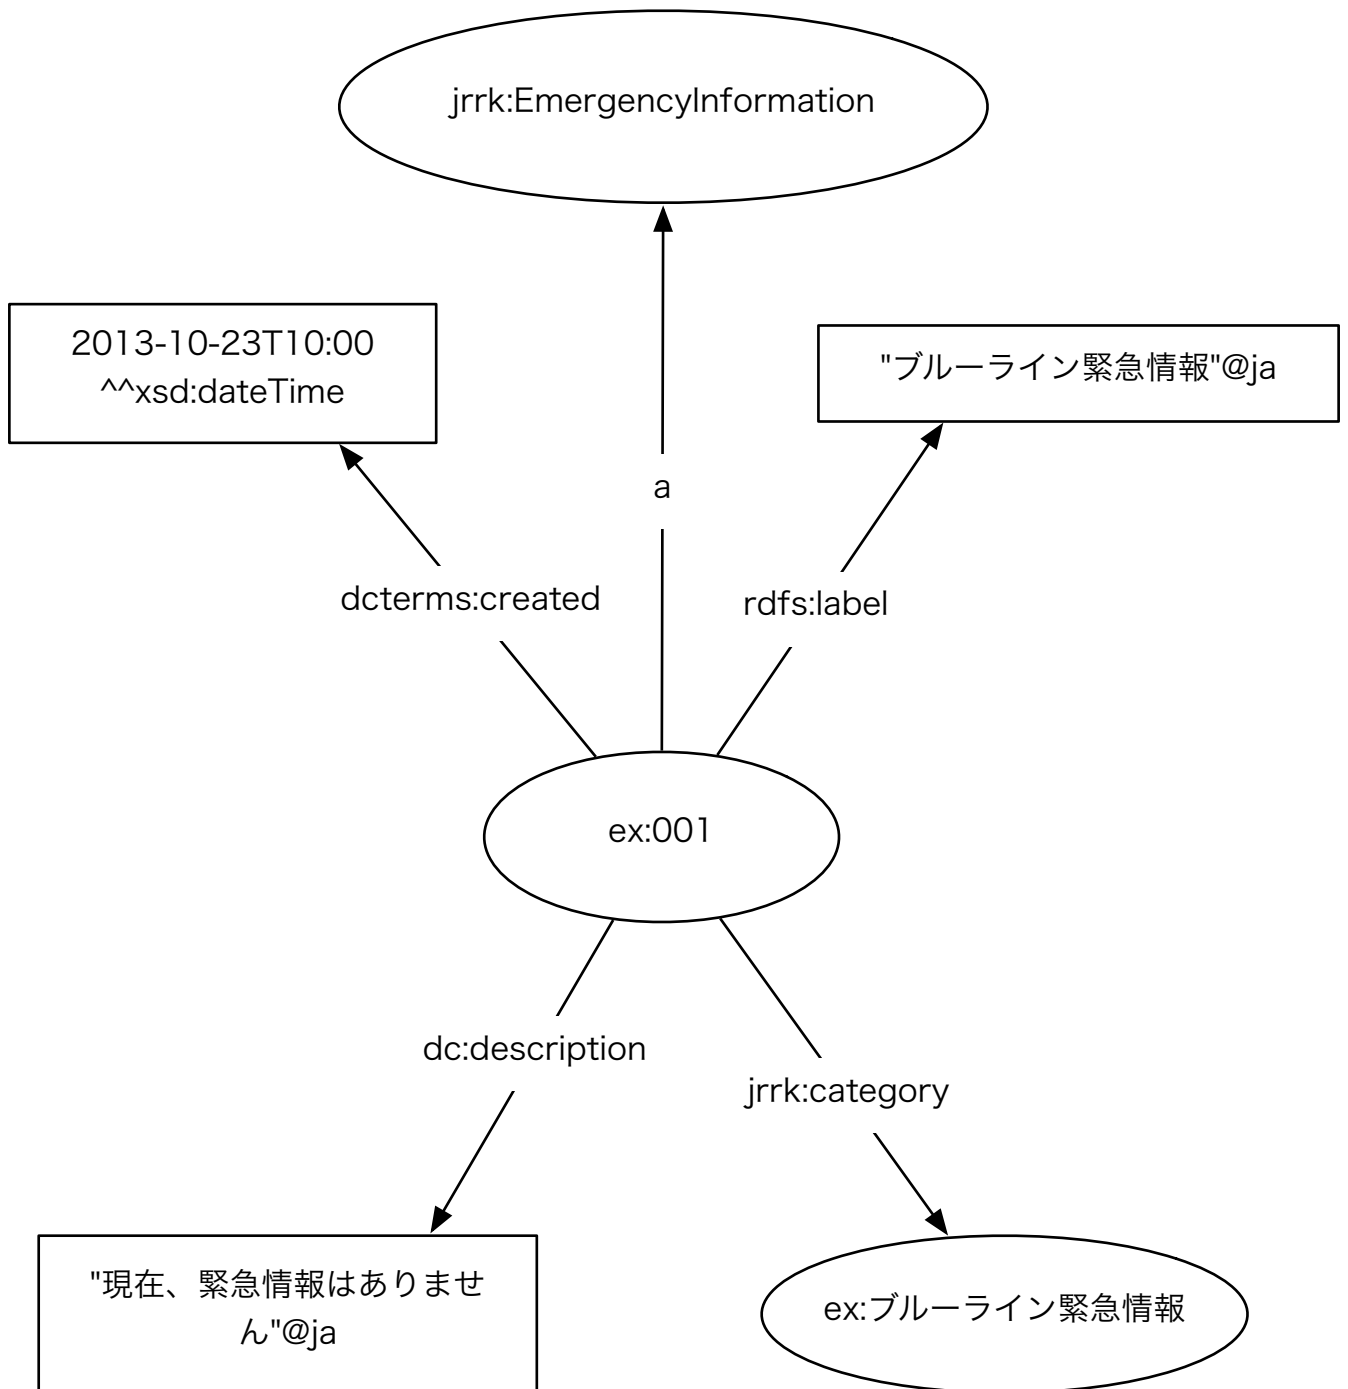 jrrk:EmergencyInformation
2013-10-23T10:00
^^xsd:dateTime
"ブルーライン緊急情報"@ja
a
dcterms:created
rdfs:label
ex:001
dc:description
jrrk:category
"現在、緊急情報はありませ
ん"@ja
ex:ブルーライン緊急情報